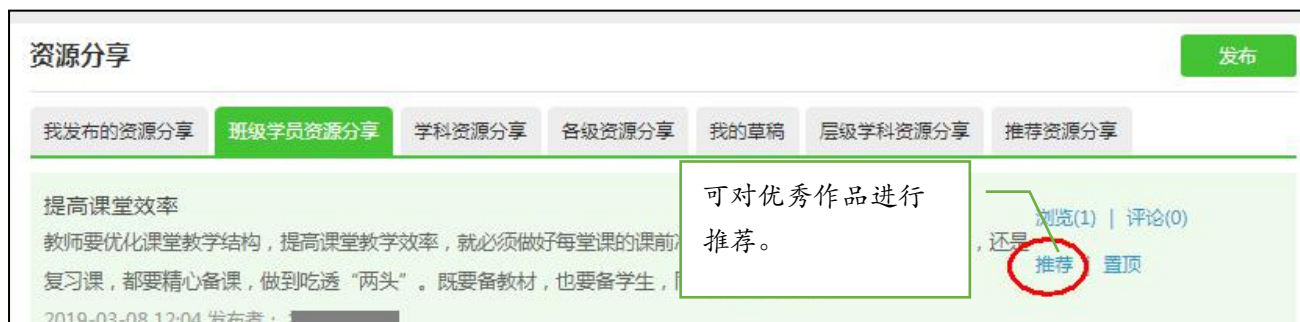 资源分享
发布
我发布的资源分享 班级学员资源分享 学科资源分享 各级资源分享 我的草稿 层级学科资源分享 推荐资源分享
提高课堂效率
可对优秀作品进行
推荐。
浏览(1) | 评论(0)
教师要优化课堂教学结构，提高课堂教学效率，就必须做好每堂课的课前 ，还是
推荐 | 置顶
复习课，都要精心备课，做到吃透“两头”。既要备教材，也要备学生，
2019-03-08 12:04 发布者：